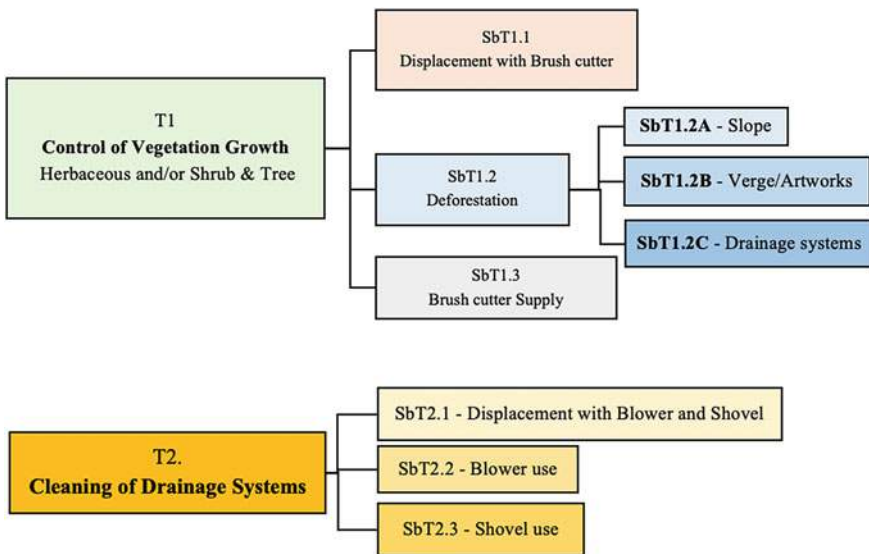 T1
Control of Vegetation Growth
Herbaceous and/or Shrub & Tree
SbT1.1
Displacement with Brush cutter
SbT1.2
Deforestation
SbT1.2A - Slope
SbT1.2B - Verge/Artworks
SbT1.2C - Drainage systems
SbT1.3
Brush cutter Supply
T2.
Cleaning of Drainage Systems
SbT2.1 - Displacement with Blower and Shovel
SbT2.2 - Blower use
SbT2.3 - Shovel use